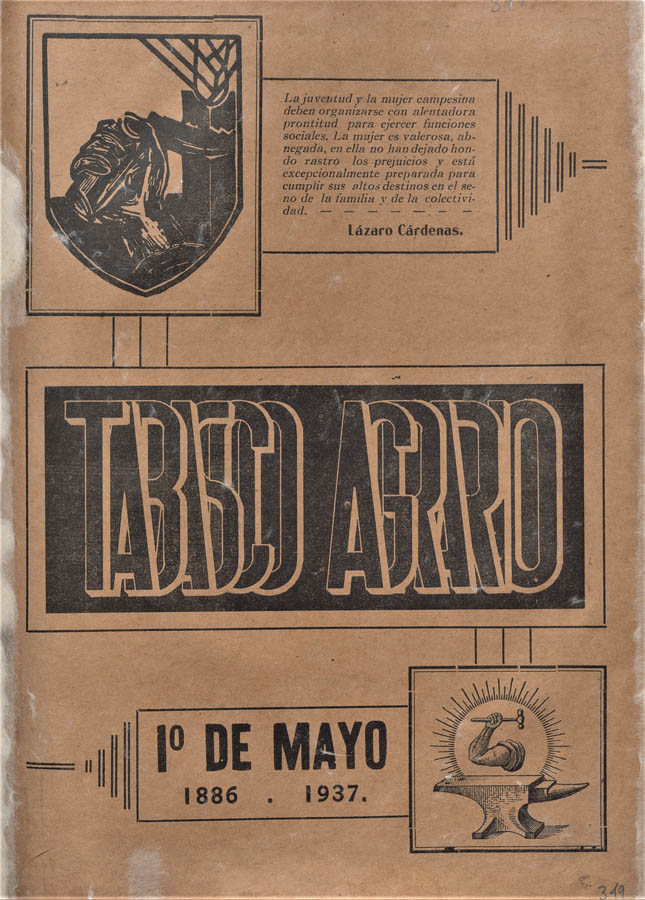 La juventud y la mujer campesina
deben organizarse con alentadora
prontitud para ejercer funciones
sociales. La mujer es valerosa, ab-
negada, en ella no han dejado hon-
do rastro los prejuicios y está
excepcionalmente preparada para
cumplir sus altos destinos en el se-
no de la familia y de la colectivi-
dad. — — — — — — —
Lázaro Cárdenas.
TABASCO AGRARIO
1º DE MAYO
1886 . 1937.
319